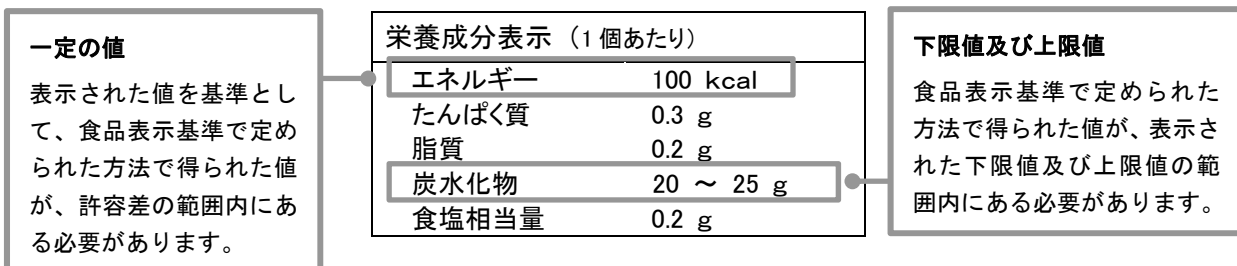 一定の値
表示された値を基準とし
て、食品表示基準で定め
られた方法で得られた値
が、許容差の範囲内にあ
る必要があります。
栄養成分表示（1個あたり）
エネルギー 100 kcal
たんぱく質 0.3 g
脂質 0.2 g
炭水化物 20 ～ 25 g
食塩相当量 0.2 g
下限値及び上限値
食品表示基準で定められた
方法で得られた値が、表示さ
れた下限値及び上限値の範
囲内にある必要があります。